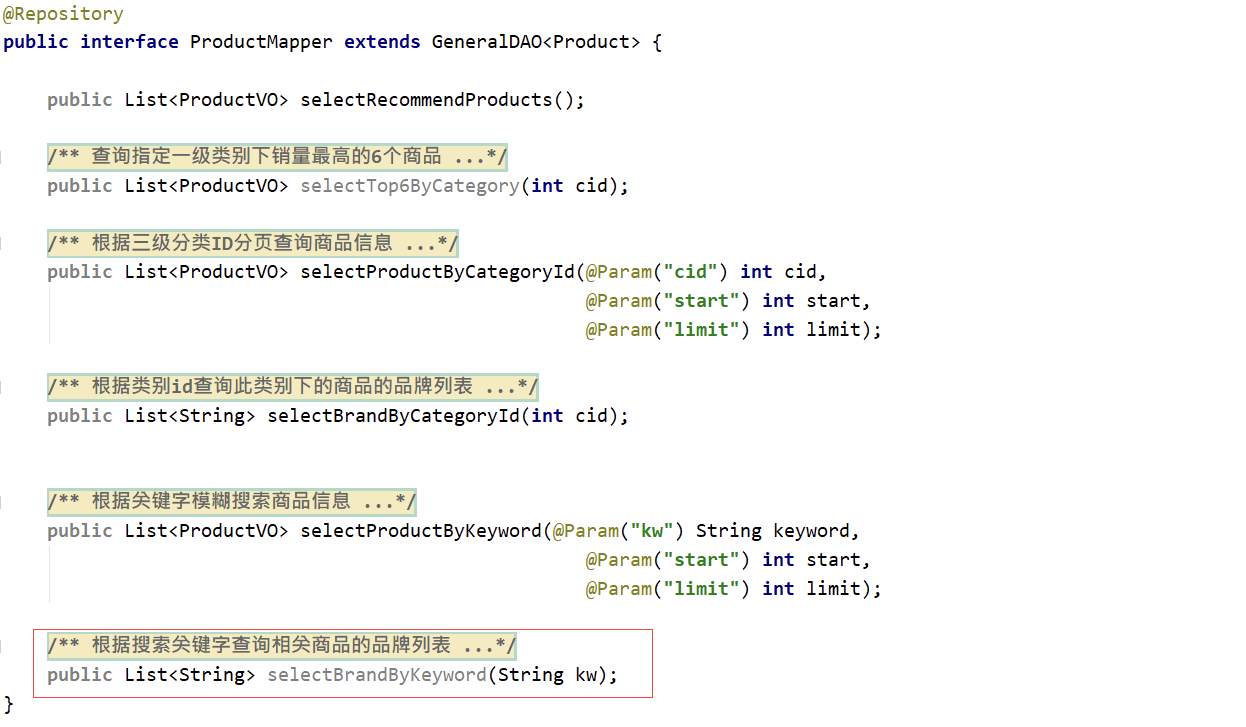 @Repository
public interface ProductMapper extends GeneralDAO<Product> {
public List<ProductVO> selectRecommendProducts();
/** 查询指定一级类别下销量最高的6个商品 ...*/
public List<ProductVO> selectTop6ByCategory(int cid);
/** 根据三级分类ID分页查询商品信息 ...*/
public List<ProductVO> selectProductByCategoryId(@Param("cid") int cid,
@Param("start") int start,
@Param("limit") int limit);
/** 根据类别id查询此类别下的商品的品牌列表 ...*/
public List<String> selectBrandByCategoryId(int cid);
/** 根据关键字模糊搜索商品信息 ...*/
public List<ProductVO> selectProductByKeyword(@Param("kw") String keyword,
@Param("start") int start,
@Param("limit") int limit);
/** 根据搜索关键字查询相关商品的品牌列表 ...*/
public List<String> selectBrandByKeyword(String kw);
}